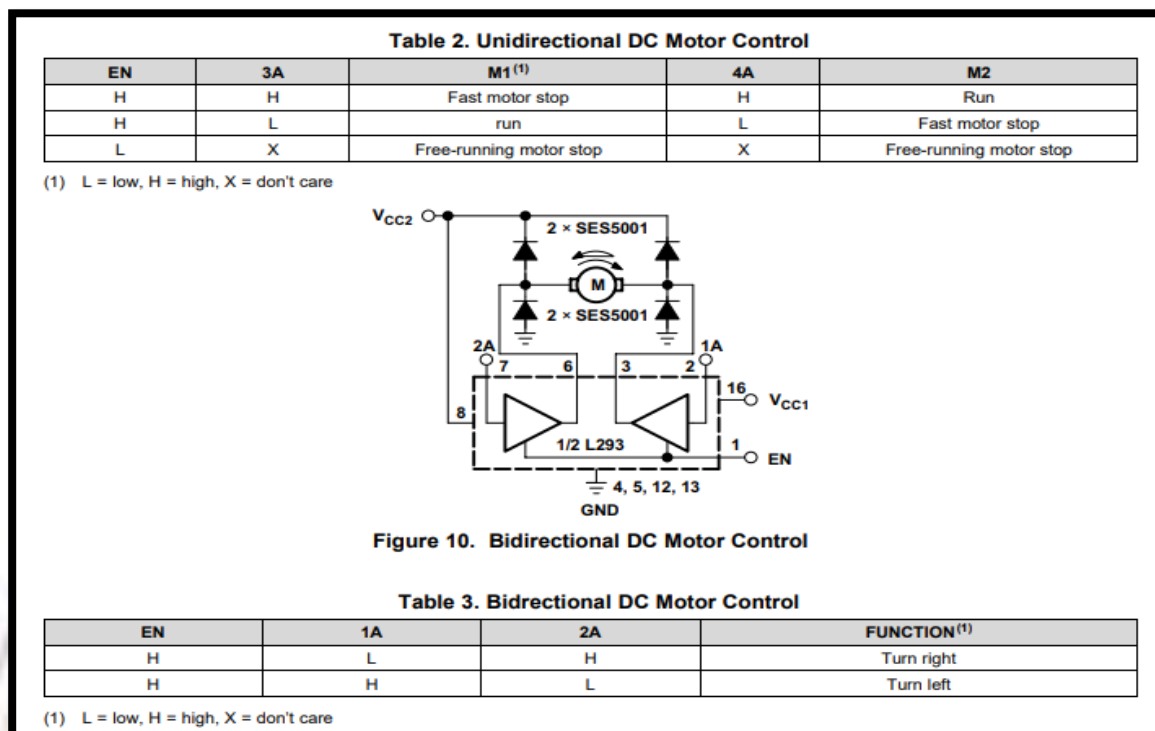 Table 2. Unidirectional DC Motor Control
EN 3A M1(1) 4A M2
H H Fast motor stop H Run
H L run L Fast motor stop
L X Free-running motor stop X Free-running motor stop
(1) L = low, H = high, X = don't care
VCC2
2 × SES5001
M
2 × SES5001
2A 1A
7 6 3 2
16 VCC1
8
1/2 L293
1 EN
4, 5, 12, 13
GND
Figure 10. Bidirectional DC Motor Control
Table 3. Bidrectional DC Motor Control
EN 1A 2A FUNCTION(1)
H L H Turn right
H H L Turn left
(1) L = low, H = high, X = don't care